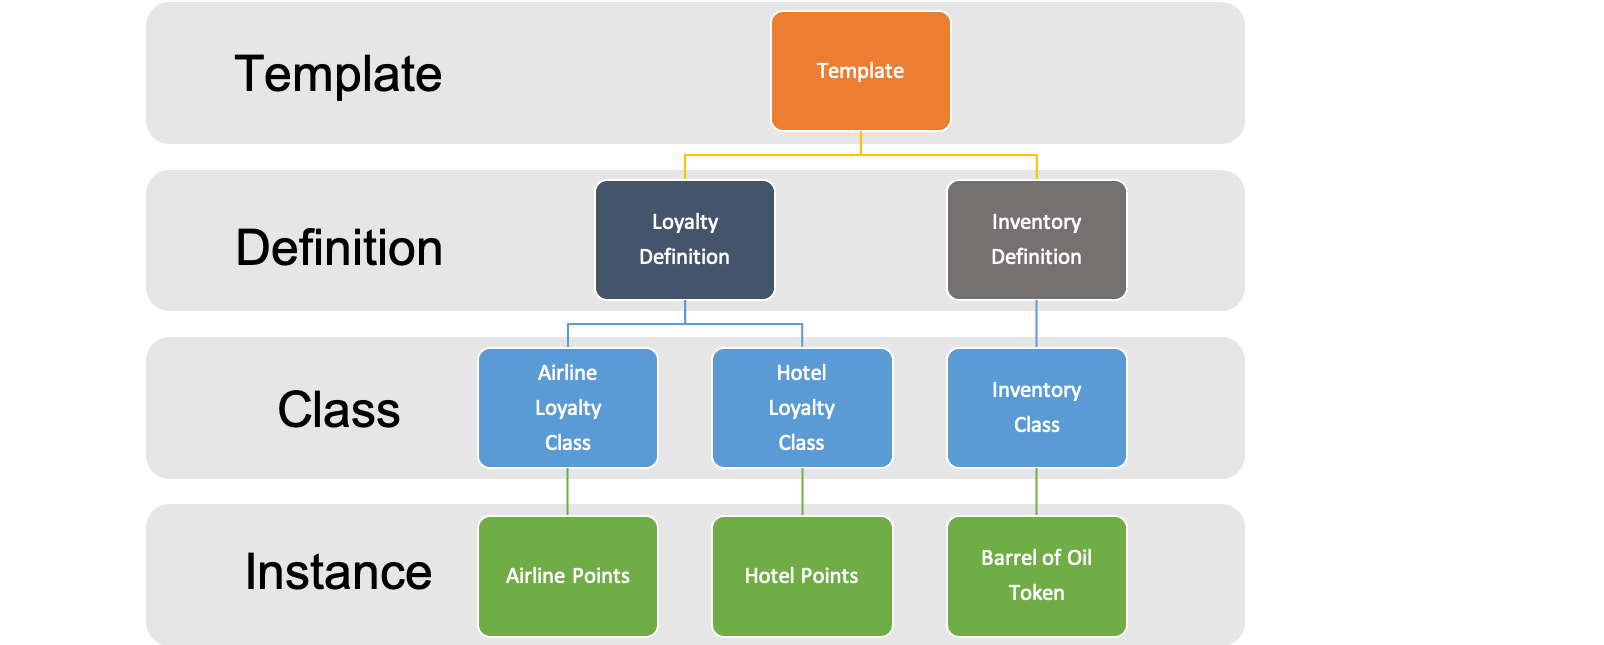 Template
Template
Definition
Loyalty
Definition
Inventory
Definition
Class
Airline
Loyalty
Class
Hotel
Loyalty
Class
Inventory
Class
Instance
Airline Points
Hotel Points
Barrel of Oil
Token